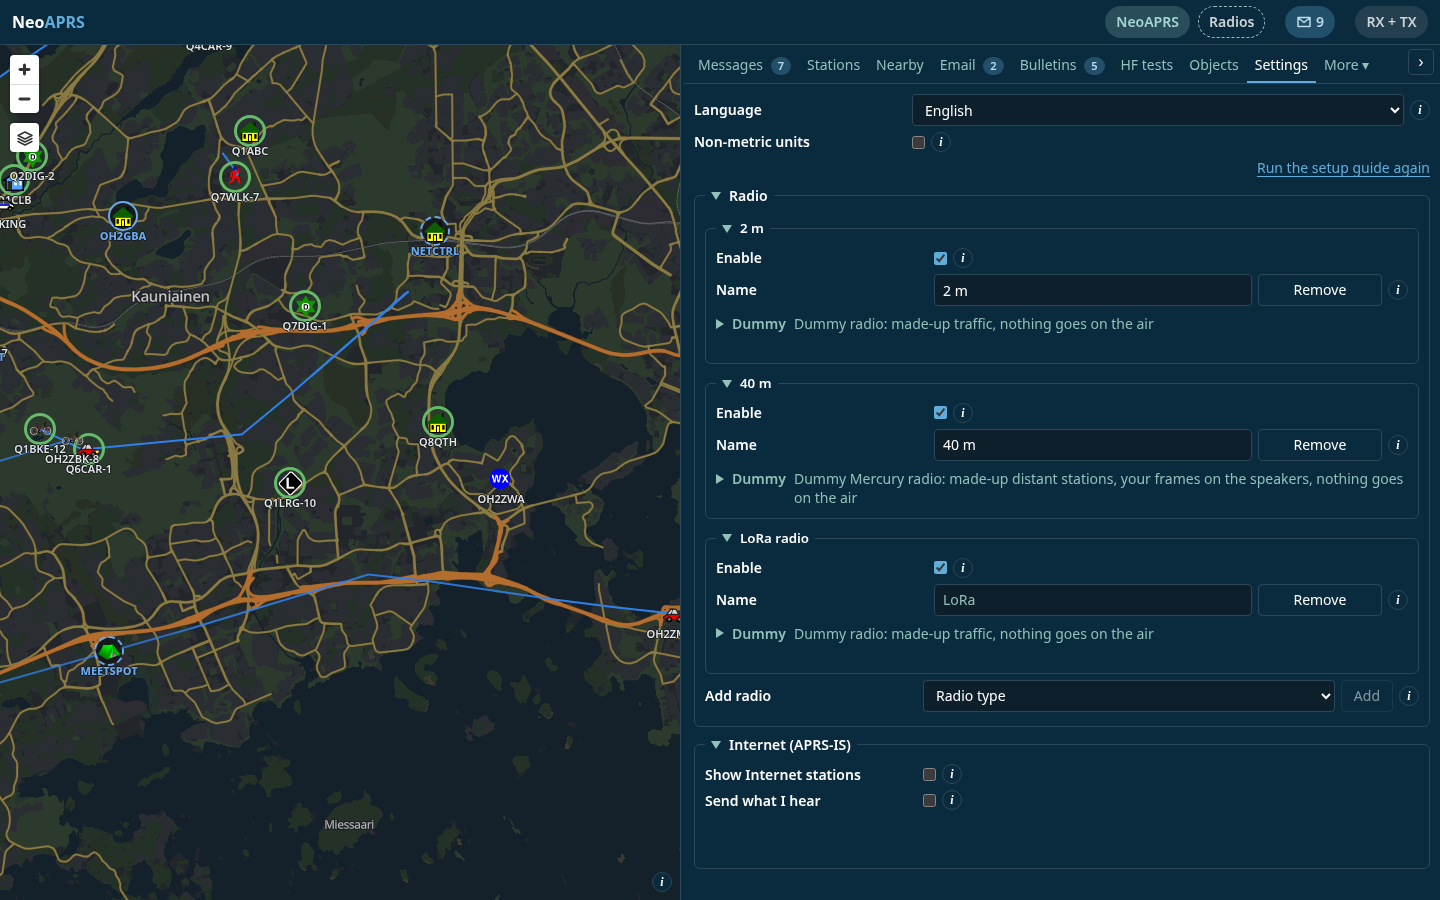 NeoAPRS
NeoAPRS
Radios
9
RX + TX
Messages 7
Stations
Nearby
Email 2
Bulletins 5
HF tests
Objects
Settings
More ▾
Language
English
Non-metric units
Run the setup guide again
Radio
2 m
Enable
Name
2 m
Remove
Dummy Dummy radio: made-up traffic, nothing goes on the air
40 m
Enable
Name
40 m
Remove
Dummy Dummy Mercury radio: made-up distant stations, your frames on the speakers, nothing goes
on the air
LoRa radio
Enable
Name
LoRa
Remove
Dummy Dummy radio: made-up traffic, nothing goes on the air
Add radio
Radio type
Add
Internet (APRS-IS)
Show Internet stations
Send what I hear
Q4CAR-9
Q1ABC
Q2DIG-2
Q7WLK-7
Q1CLB
KING
OH2GBA
NETCTRL
Kauniainen
Q7DIG-1
Q8QTH
Q1BKE-12
OH2ZBK-8
Q6CAR-1
WX
OH2ZWA
L
Q1LRG-10
OH2ZM
MEETSPOT
Miessaari